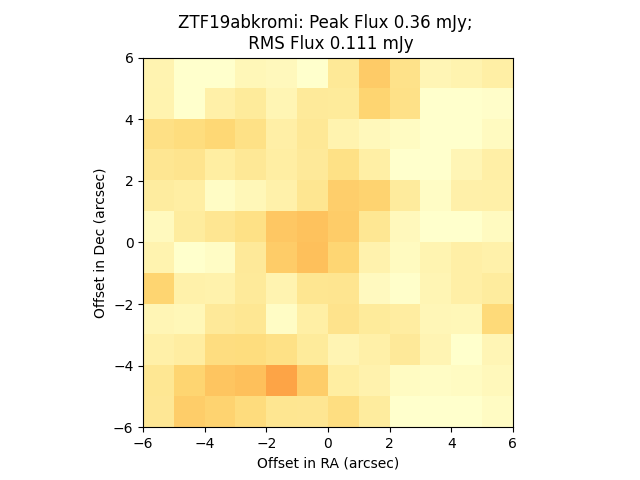 ZTF19abkromi: Peak Flux 0.36 mJy;
RMS Flux 0.111 mJy
6
4
2
0
−2
−4
−6
Offset in Dec (arcsec)
−6 −4 −2 0 2 4 6
Offset in RA (arcsec)